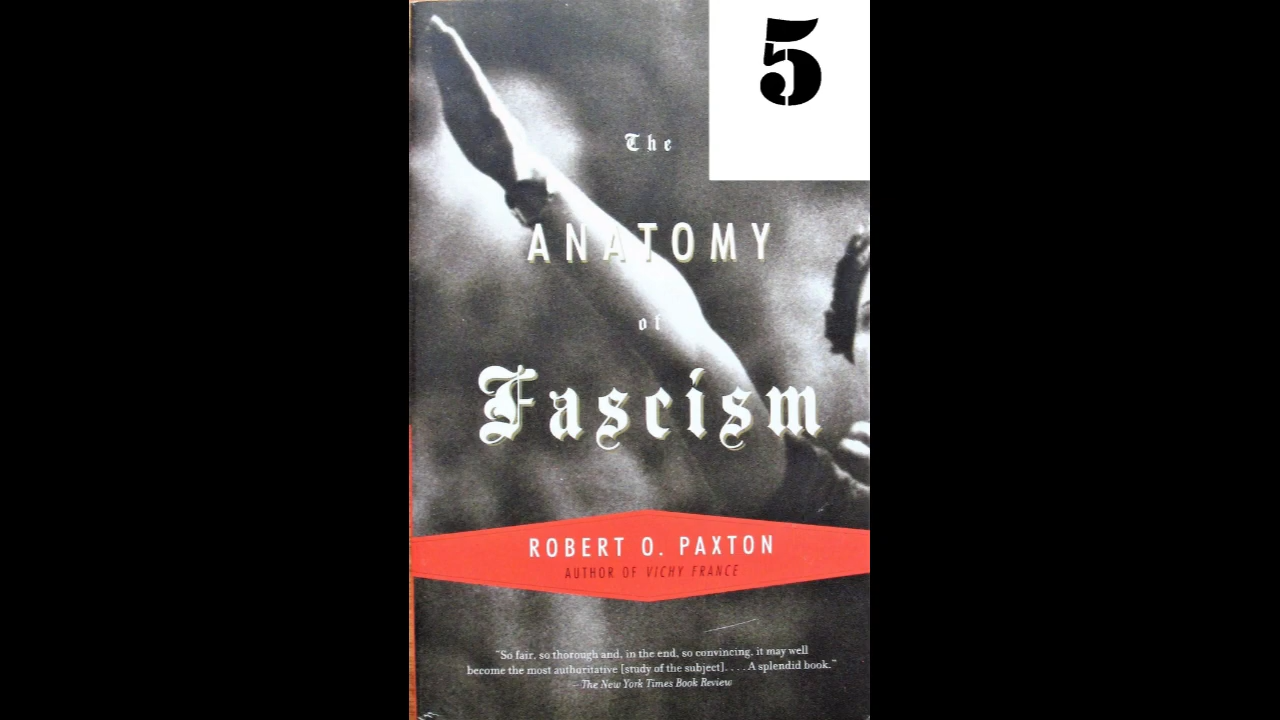 5
The
ANATOMY
of
Fascism
ROBERT O. PAXTON
AUTHOR OF VICHY FRANCE
"So fair, so thorough and, in the end, so convincing, it may well
become the most authoritative [study of the subject]. . . . A splendid book."
—The New York Times Book Review